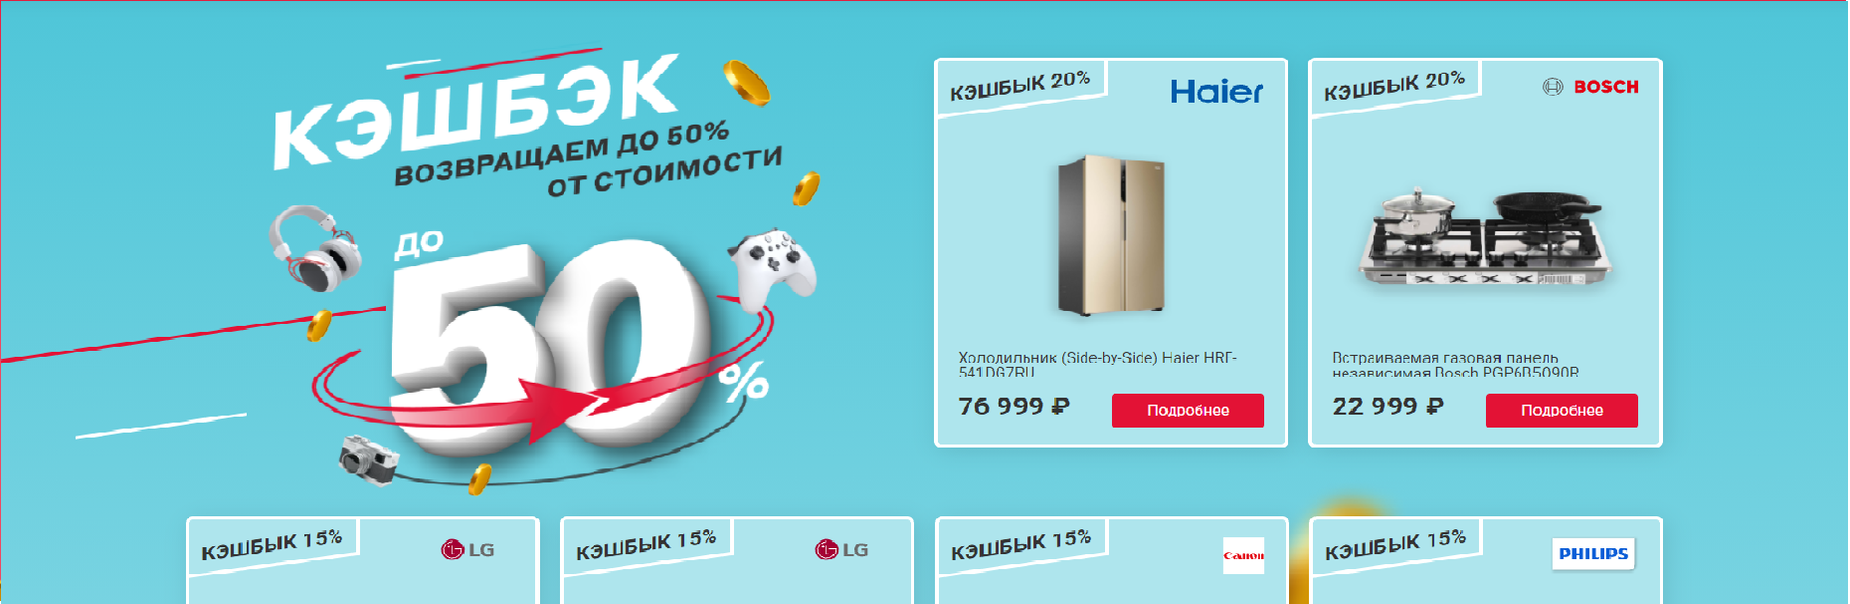 КЭШБЭК
ВОЗВРАЩАЕМ ДО 50%
ОТ СТОИМОСТИ
ДО
50
%
КЭШБЫК 20%
Haier
Холодильник (Side-by-Side) Haier HRF-
541DG7RU
76 999 ₽
Подробнее
КЭШБЫК 20%
BOSCH
Встраиваемая газовая панель
независимая Bosch PGP6B5090R
22 999 ₽
Подробнее
КЭШБЫК 15%
LG
КЭШБЫК 15%
LG
КЭШБЫК 15%
Canon
КЭШБЫК 15%
PHILIPS